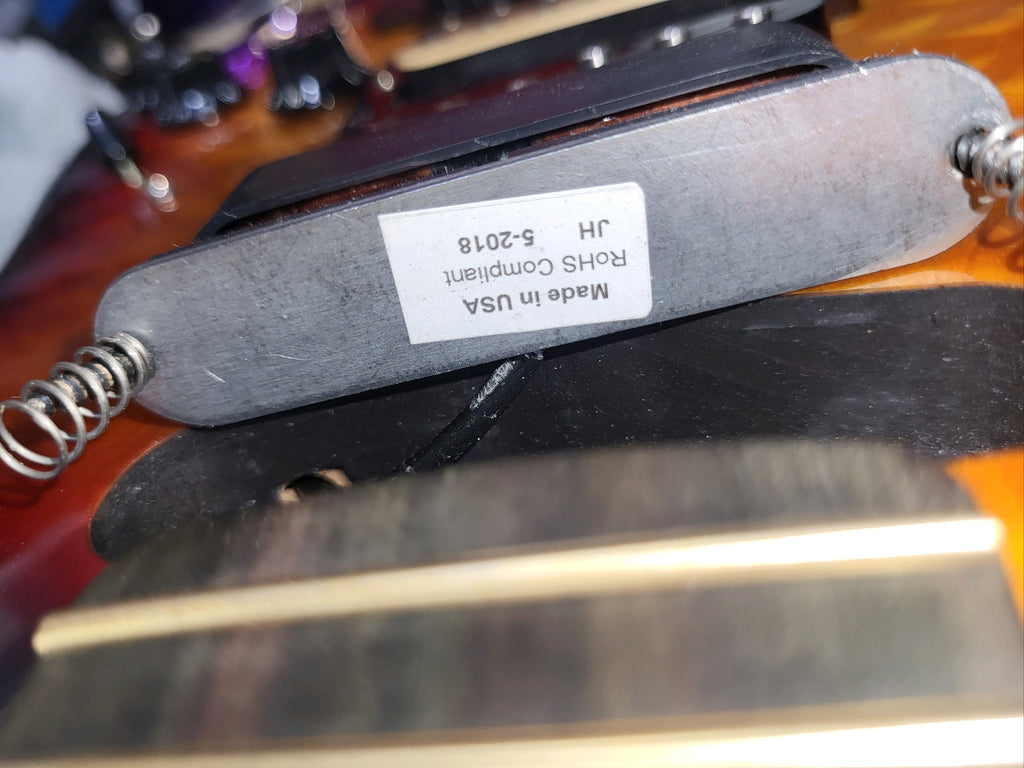 Made in USA
RoHS Compliant
JH 5-2018